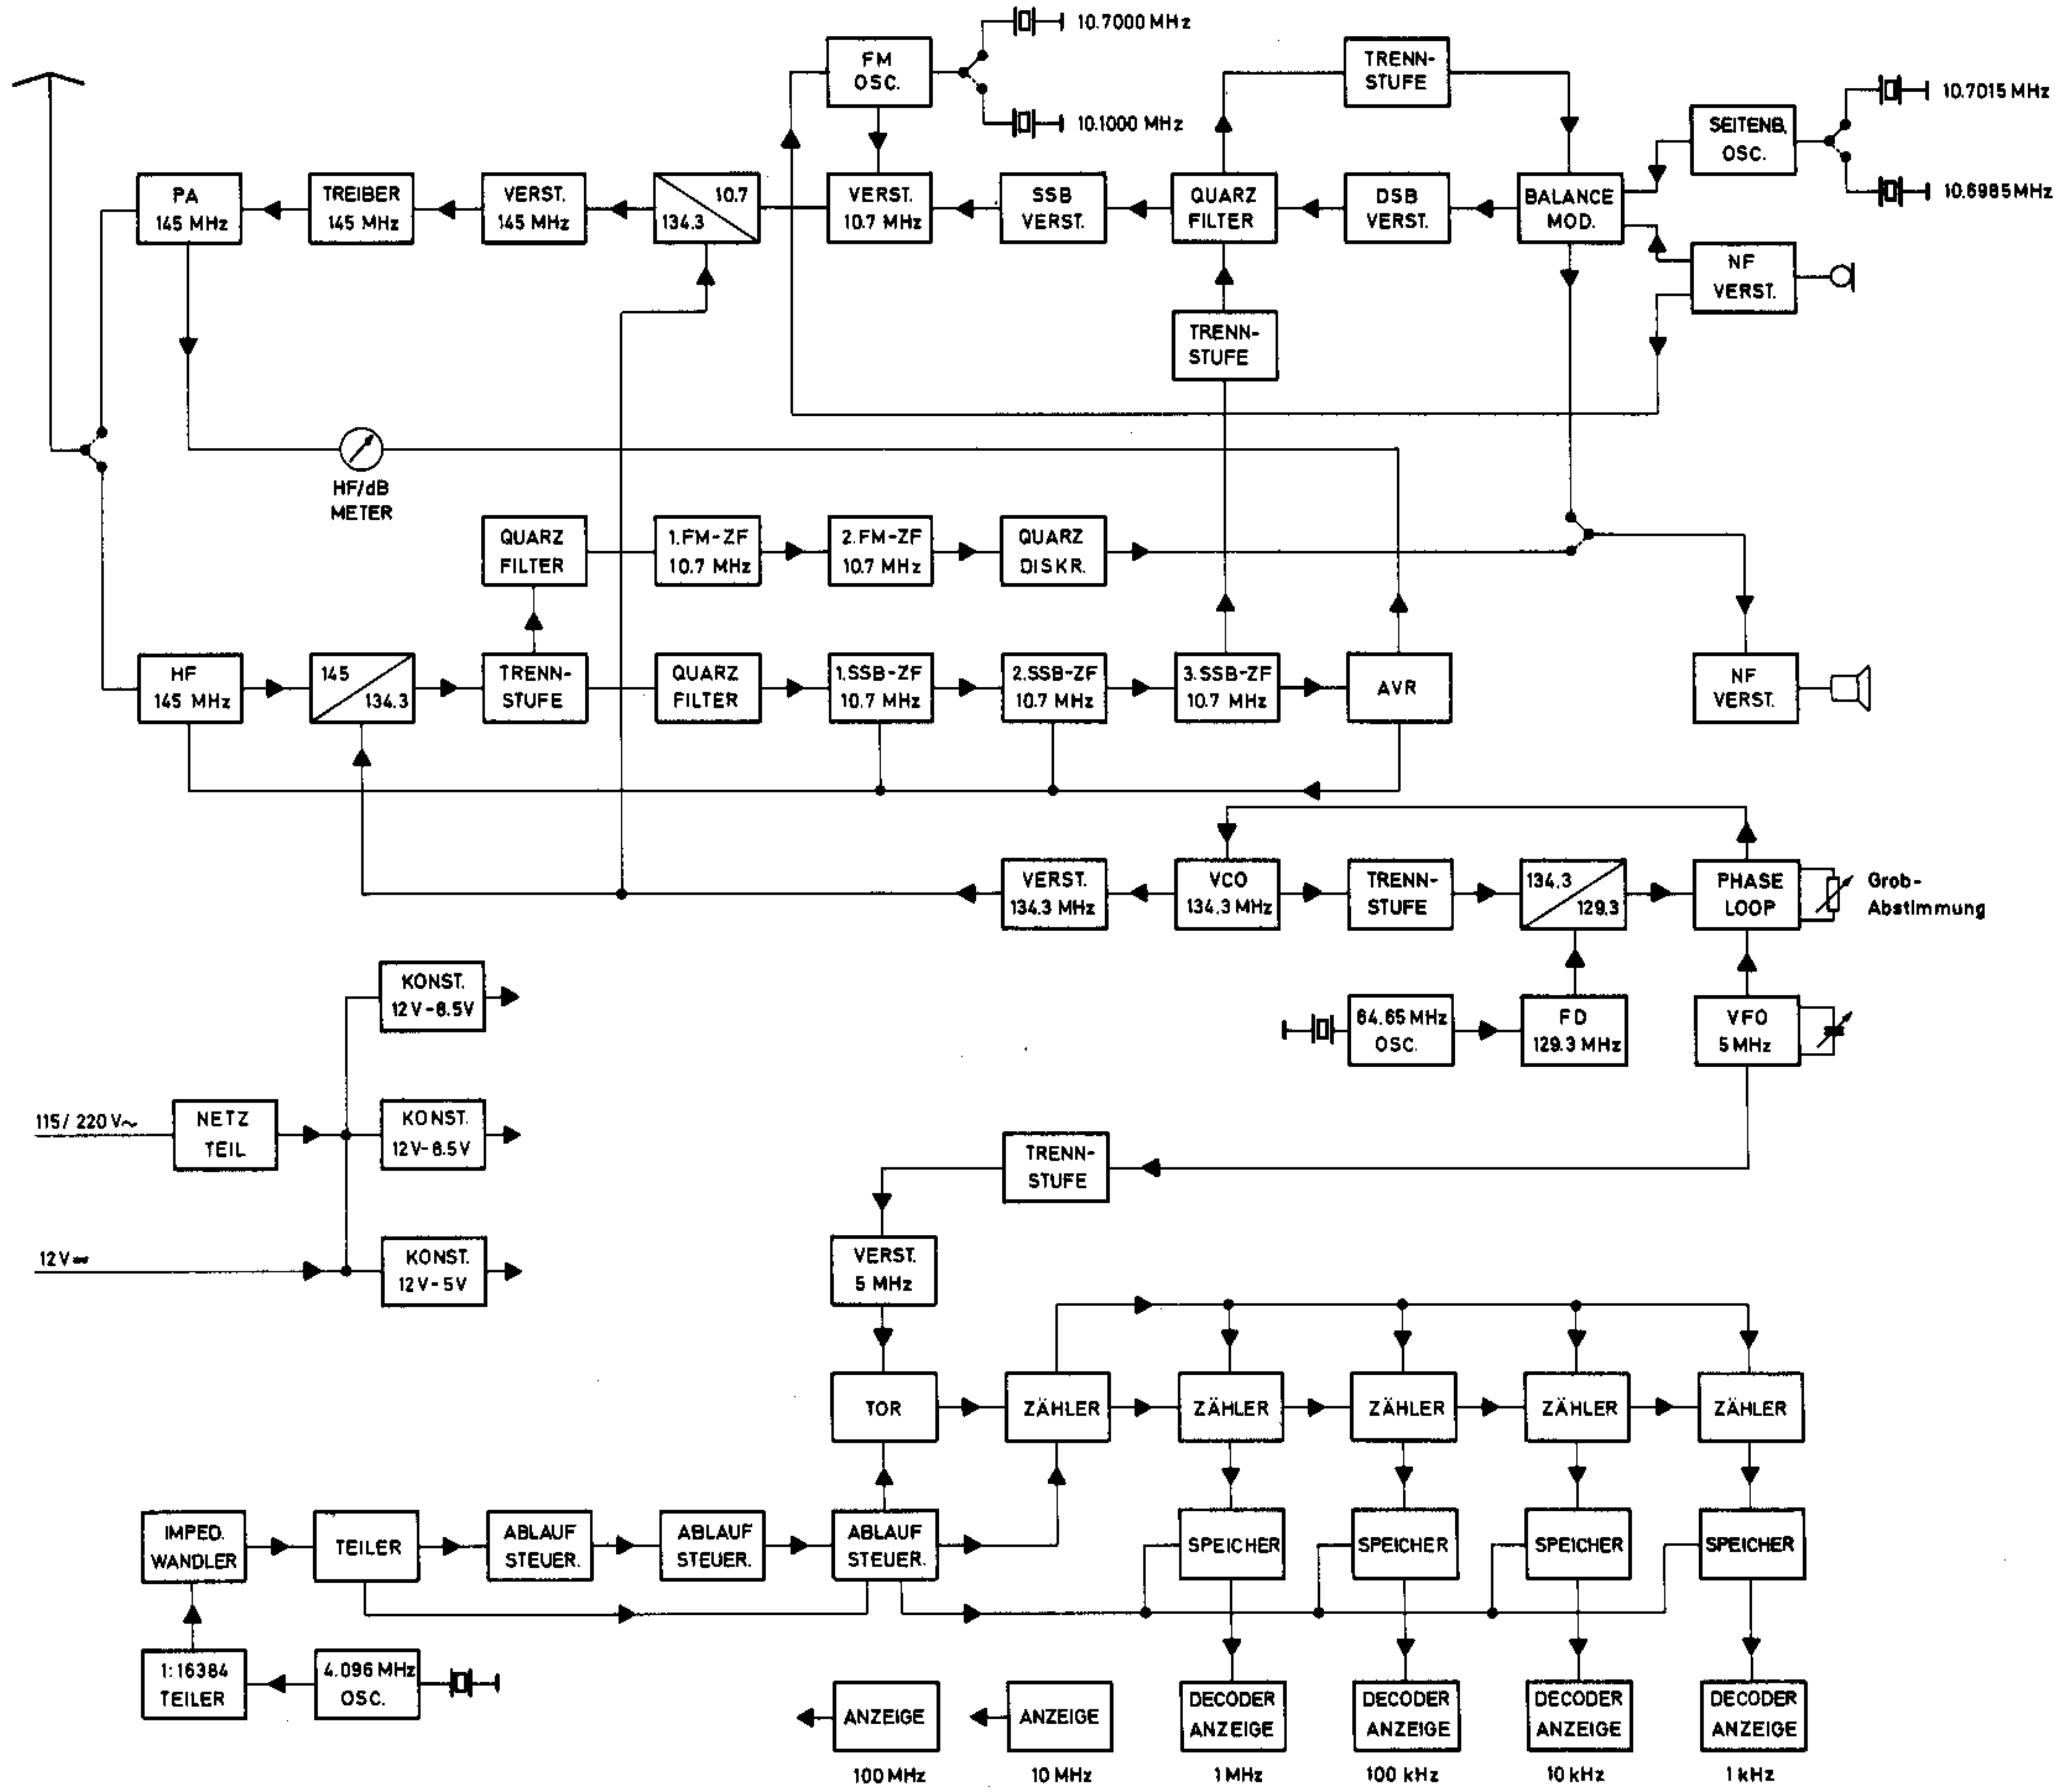 10.7000 MHz
FM
OSC.
10.1000 MHz
TRENN-
STUFE
SEITENB.
OSC.
10.7015 MHz
10.6985 MHz
PA
145 MHz
TREIBER
145 MHz
VERST.
145 MHz
10.7
134.3
VERST.
10.7 MHz
SSB
VERST.
QUARZ
FILTER
DSB
VERST.
BALANCE
MOD.
NF
VERST.
TRENN-
STUFE
HF/dB
METER
QUARZ
FILTER
1.FM-ZF
10.7 MHz
2.FM-ZF
10.7 MHz
QUARZ
DISKR.
HF
145 MHz
145
134.3
TRENN-
STUFE
QUARZ
FILTER
1.SSB-ZF
10.7 MHz
2.SSB-ZF
10.7 MHz
3.SSB-ZF
10.7 MHz
AVR
NF
VERST.
VERST.
134.3 MHz
VCO
134.3 MHz
TRENN-
STUFE
134.3
129.3
PHASE
LOOP
Grob-
Abstimmung
KONST.
12V-8.5V
64.65 MHz
OSC.
FD
129.3 MHz
VFO
5 MHz
115/ 220 V~
NETZ
TEIL
KONST.
12V-8.5V
TRENN-
STUFE
12V=
KONST.
12V-5V
VERST.
5 MHz
TOR
ZÄHLER
ZÄHLER
ZÄHLER
ZÄHLER
ZÄHLER
IMPED.
WANDLER
TEILER
ABLAUF
STEUER.
ABLAUF
STEUER.
ABLAUF
STEUER.
SPEICHER
SPEICHER
SPEICHER
SPEICHER
1:16384
TEILER
4.096 MHz
OSC.
ANZEIGE
ANZEIGE
DECODER
ANZEIGE
DECODER
ANZEIGE
DECODER
ANZEIGE
DECODER
ANZEIGE
100 MHz
10 MHz
1 MHz
100 kHz
10 kHz
1 kHz